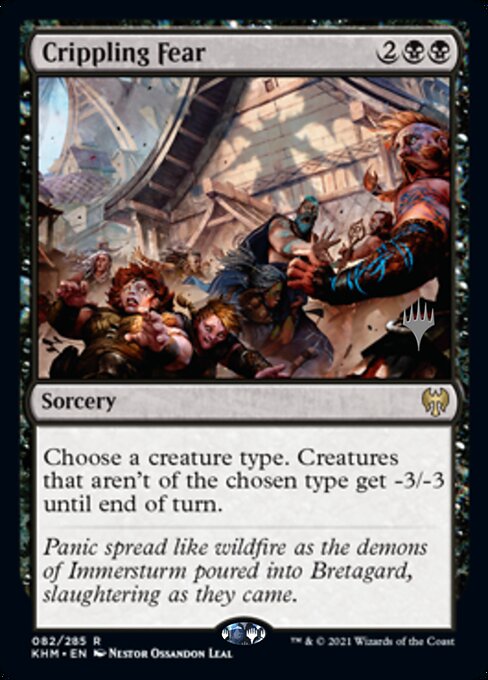 Crippling Fear 2
Sorcery
Choose a creature type. Creatures
that aren't of the chosen type get -3/-3
until end of turn.
Panic spread like wildfire as the demons
of Immersturm poured into Bretagard,
slaughtering as they came.
082/285 R
KHM • EN Nestor Ossandon Leal
™ & © 2021 Wizards of the Coast